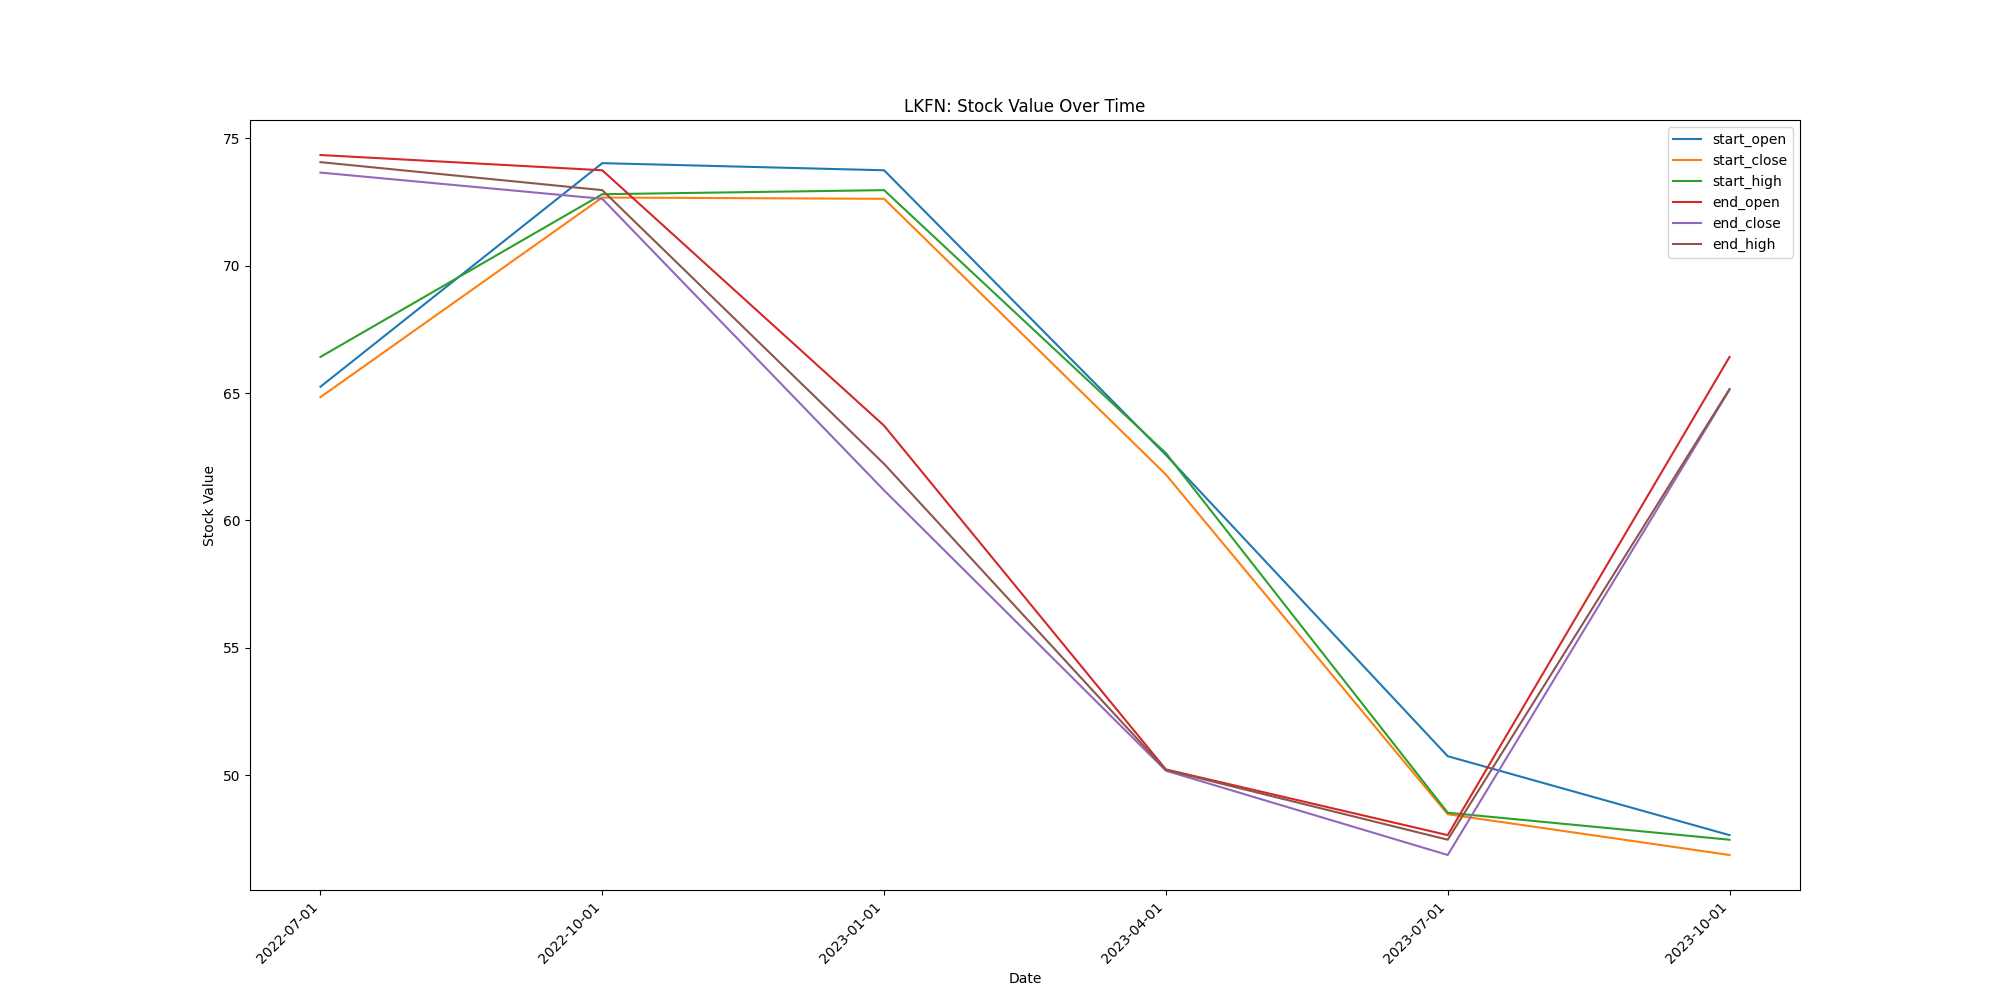 LKFN: Stock Value Over Time
start_open
start_close
start_high
end_open
end_close
end_high
75
70
65
60
55
50
Stock Value
2022-07-01
2022-10-01
2023-01-01
2023-04-01
2023-07-01
2023-10-01
Date